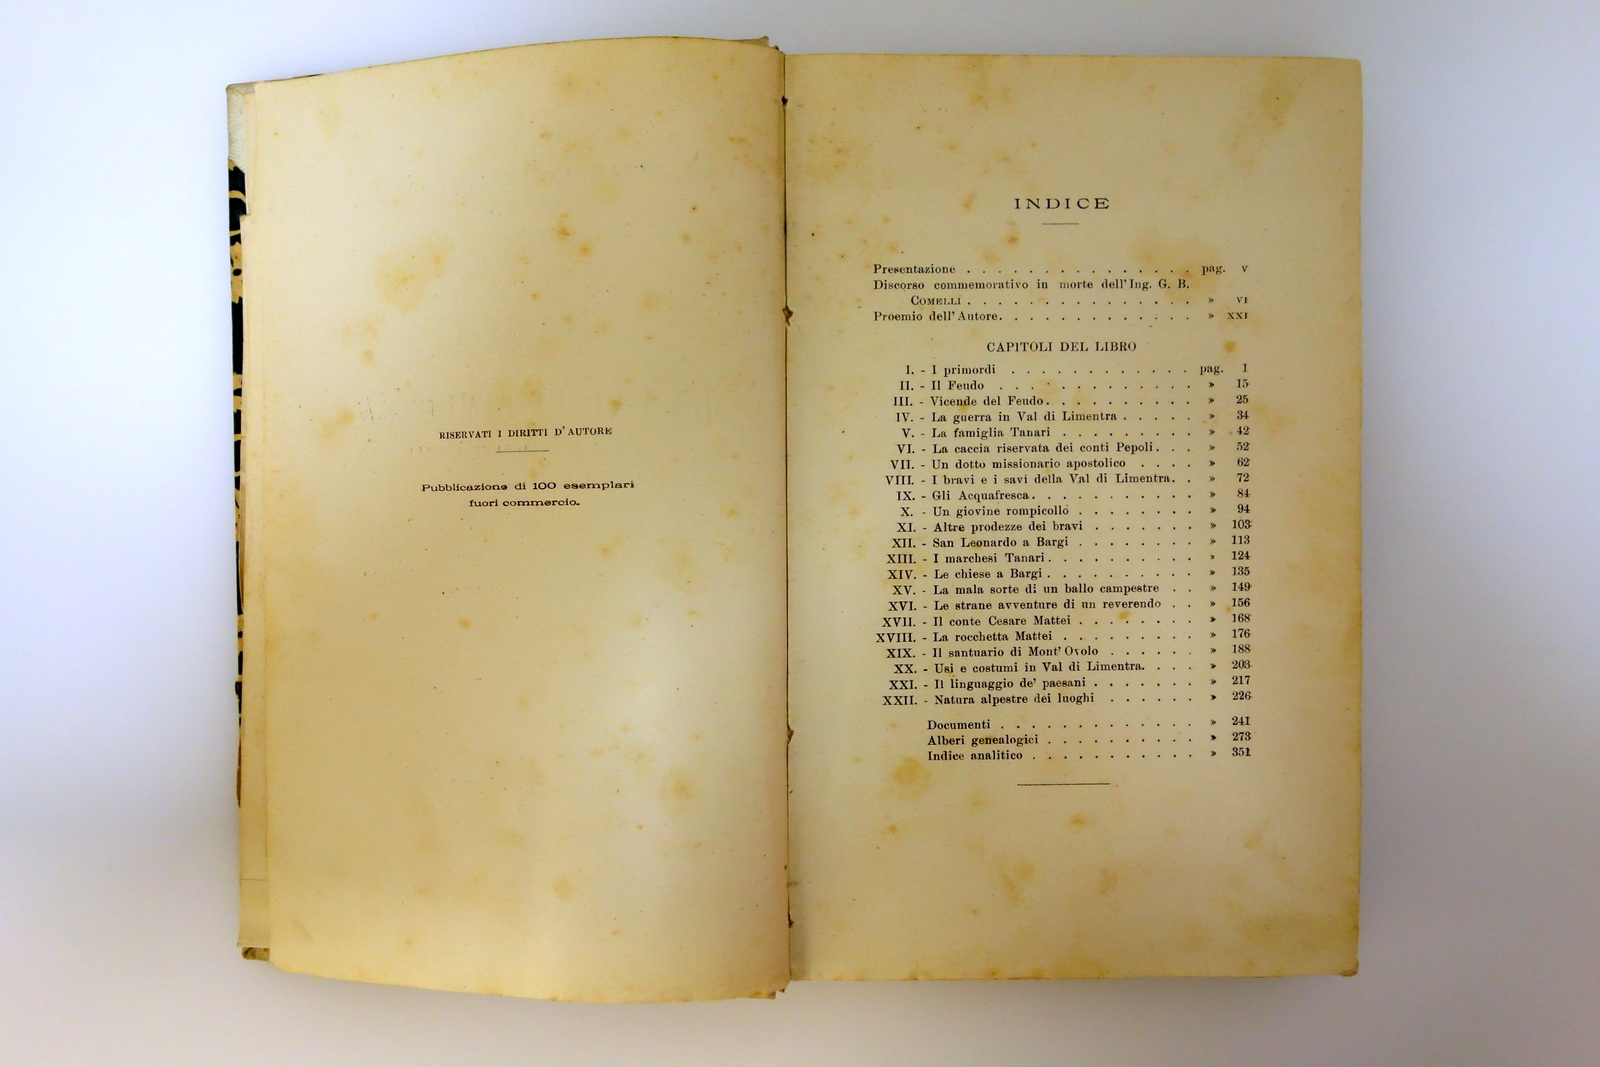 RISERVATI I DIRITTI D'AUTORE
Pubblicazione di 100 esemplari
fuori commercio.
INDICE
Presentazione . . . . . . . . . . . . . . . pag. V
Discorso commemorativo in morte dell'Ing. G. B.
COMELLI . . . . . . . . . . . . . . . » VI
Proemio dell'Autore. . . . . . . . . . . . . » XXI
CAPITOLI DEL LIBRO
I. - I primordi . . . . . . . . . . . . pag. 1
II. - Il Feudo . . . . . . . . . . . . . » 15
III. - Vicende del Feudo. . . . . . . . . . » 25
IV. - La guerra in Val di Limentra . . . . . » 34
V. - La famiglia Tanari . . . . . . . . . » 42
VI. - La caccia riservata dei conti Pepoli. . . » 52
VII. - Un dotto missionario apostolico . . . . » 62
VIII. - I bravi e i savi della Val di Limentra. . » 72
IX. - Gli Acquafresca. . . . . . . . . . . » 84
X. - Un giovine rompicollo . . . . . . . . » 94
XI. - Altre prodezze dei bravi . . . . . . . » 103
XII. - San Leonardo a Bargi . . . . . . . . » 113
XIII. - I marchesi Tanari . . . . . . . . . . » 124
XIV. - Le chiese a Bargi . . . . . . . . . . » 135
XV. - La mala sorte di un ballo campestre . . » 149
XVI. - Le strane avventure di un reverendo . . » 156
XVII. - Il conte Cesare Mattei . . . . . . . . » 168
XVIII. - La rocchetta Mattei . . . . . . . . . » 176
XIX. - Il santuario di Mont'Ovolo . . . . . . » 188
XX. - Usi e costumi in Val di Limentra. . . . » 203
XXI. - Il linguaggio de' paesani . . . . . . . » 217
XXII. - Natura alpestre dei luoghi . . . . . . » 226
Documenti . . . . . . . . . . . . . » 241
Alberi genealogici . . . . . . . . . . » 273
Indice analitico . . . . . . . . . . . » 351